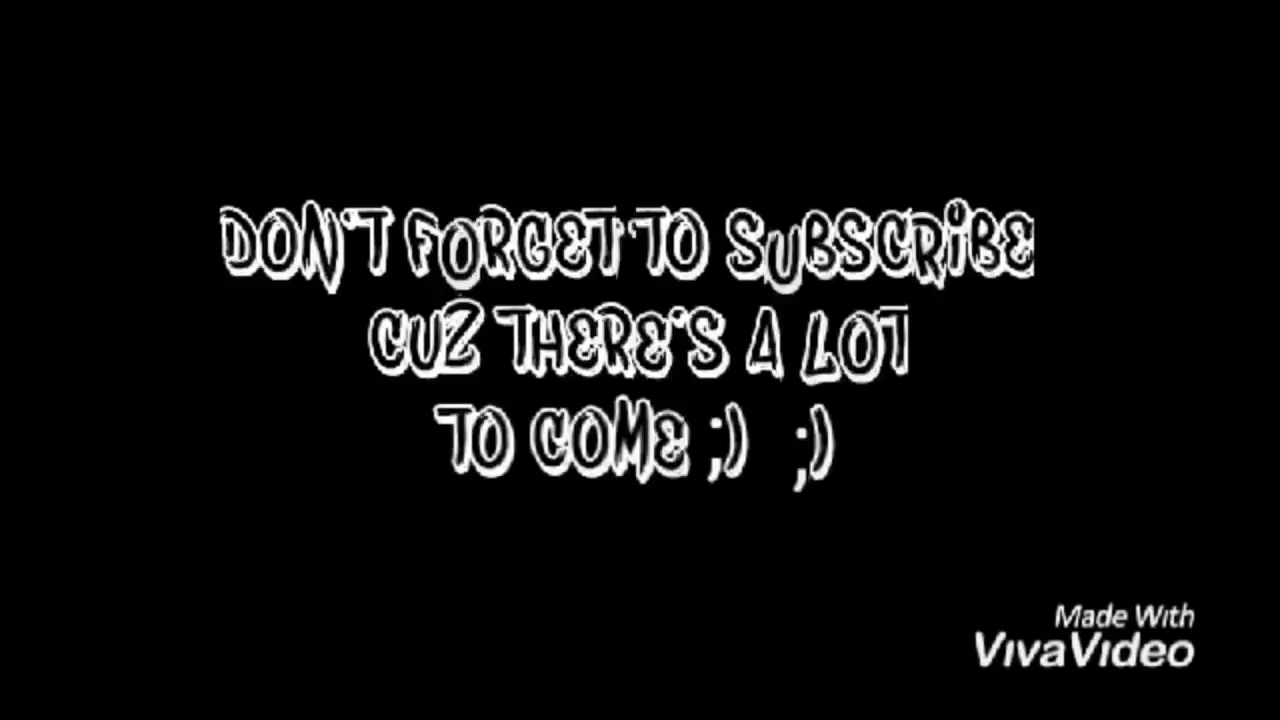 DON'T FORGET TO SUBSCRIBE
CUZ THERE'S A LOT
TO COME ;) ;)
Made With
VivaVideo